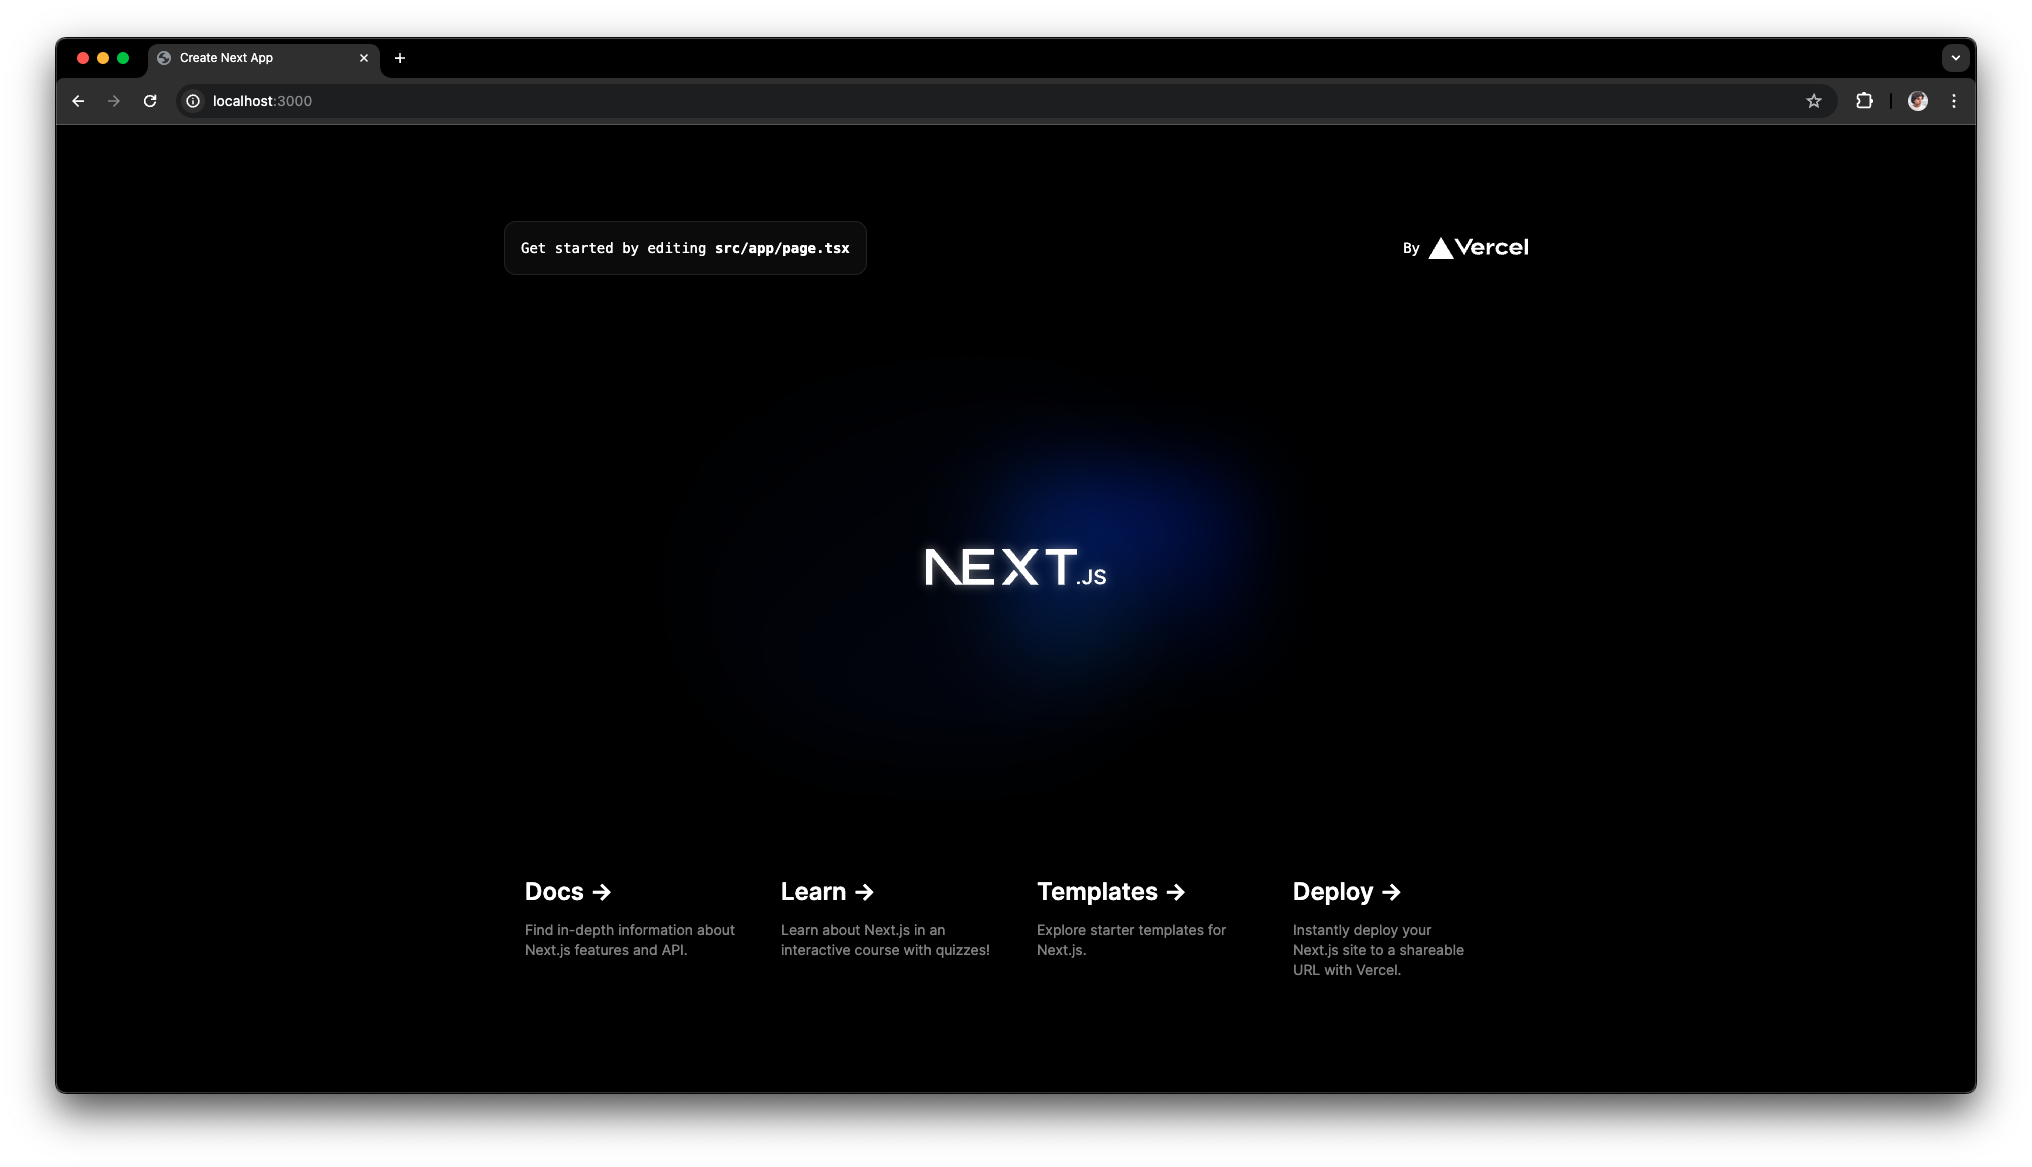 Create Next App
localhost:3000
Get started by editing src/app/page.tsx
By Vercel
NEXT.JS
Docs →
Find in-depth information about
Next.js features and API.
Learn →
Learn about Next.js in an
interactive course with quizzes!
Templates →
Explore starter templates for
Next.js.
Deploy →
Instantly deploy your
Next.js site to a shareable
URL with Vercel.